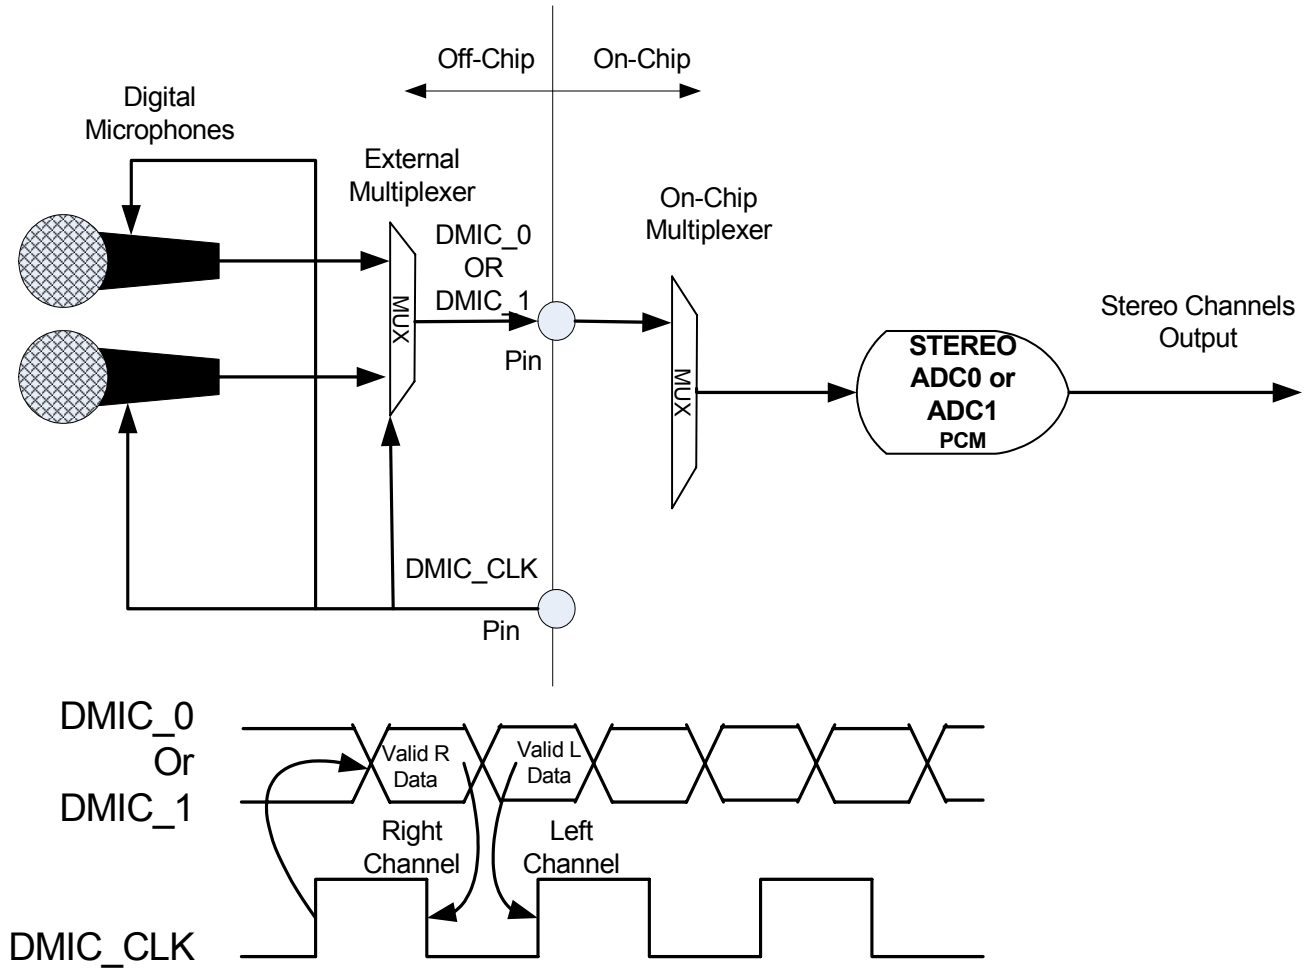 Off-Chip
On-Chip
Digital
Microphones
External
Multiplexer
On-Chip
Multiplexer
DMIC_0
OR
DMIC_1
MUX
Pin
MUX
STEREO
ADC0 or
ADC1
PCM
Stereo Channels
Output
DMIC_CLK
Pin
DMIC_0
Or
DMIC_1
Valid R
Data
Valid L
Data
Right
Channel
Left
Channel
DMIC_CLK